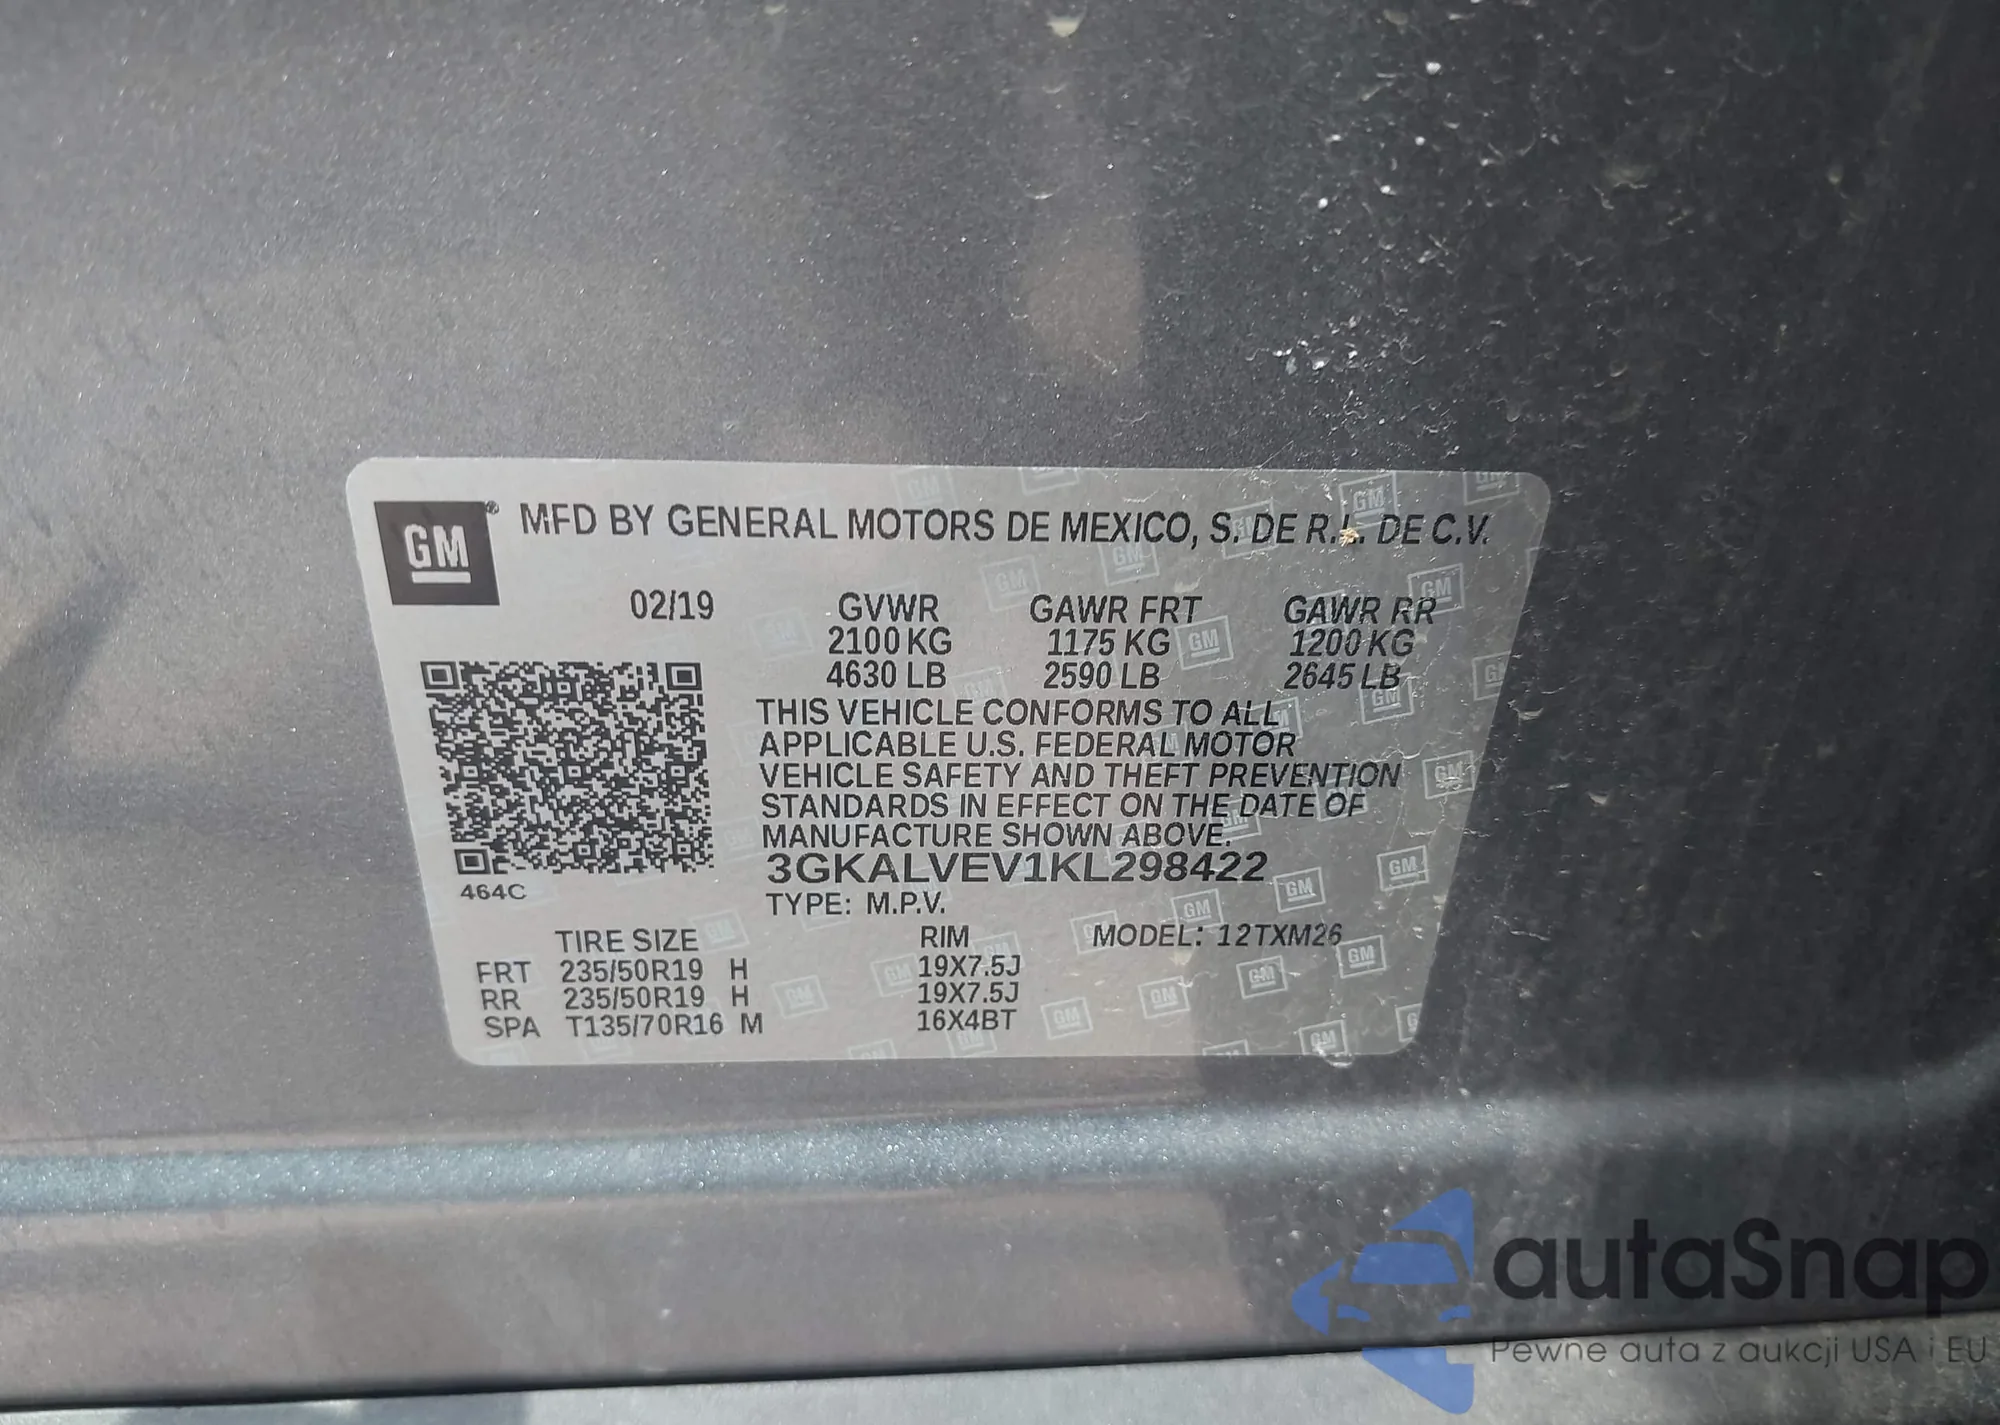 GM® MFD BY GENERAL MOTORS DE MEXICO, S. DE R.L. DE C.V.
02/19 GVWR GAWR FRT GAWR RR
2100 KG 1175 KG 1200 KG
4630 LB 2590 LB 2645 LB
THIS VEHICLE CONFORMS TO ALL
APPLICABLE U.S. FEDERAL MOTOR
VEHICLE SAFETY AND THEFT PREVENTION
STANDARDS IN EFFECT ON THE DATE OF
MANUFACTURE SHOWN ABOVE.
3GKALVEV1KL298422
464C
TYPE: M.P.V.
TIRE SIZE RIM MODEL: 12TXM26
FRT 235/50R19 H 19X7.5J
RR 235/50R19 H 19X7.5J
SPA T135/70R16 M 16X4BT
autaSnap
Pewne auta z aukcji USA i EU